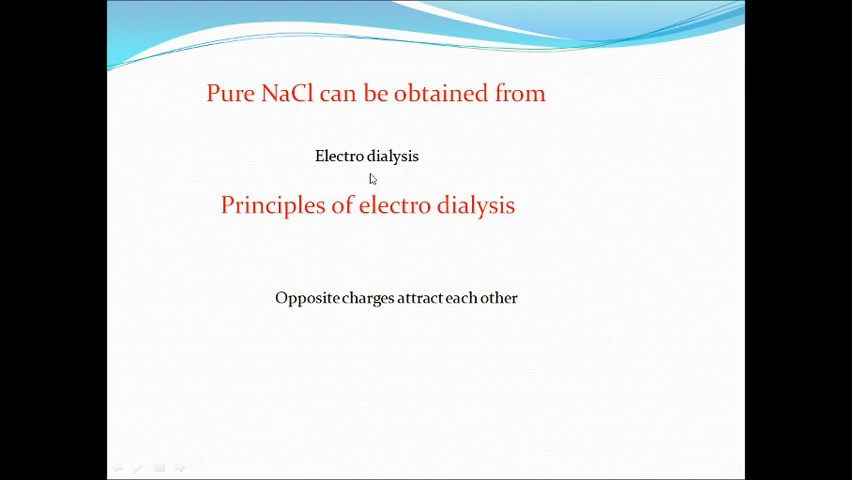 Pure NaCl can be obtained from
Electro dialysis
Principles of electro dialysis
Opposite charges attract each other